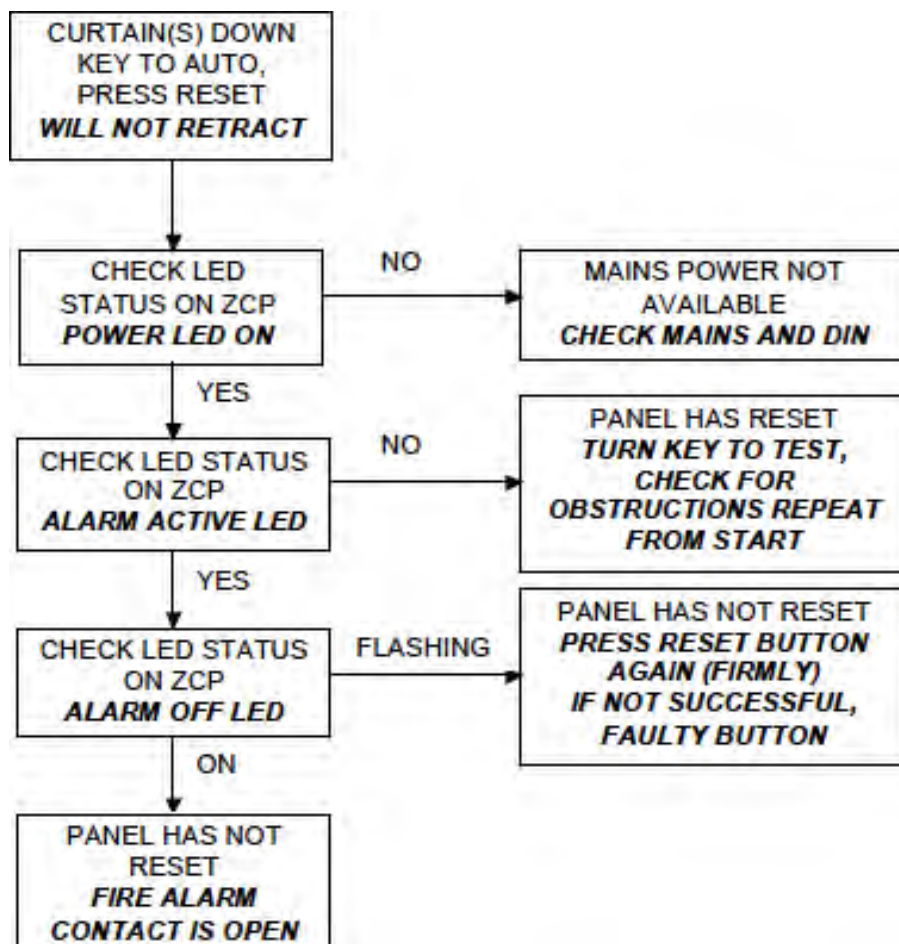 CURTAIN(S) DOWN
KEY TO AUTO,
PRESS RESET
WILL NOT RETRACT
CHECK LED
STATUS ON ZCP
POWER LED ON
NO
MAINS POWER NOT
AVAILABLE
CHECK MAINS AND DIN
YES
CHECK LED STATUS
ON ZCP
ALARM ACTIVE LED
NO
PANEL HAS RESET
TURN KEY TO TEST,
CHECK FOR
OBSTRUCTIONS REPEAT
FROM START
YES
CHECK LED STATUS
ON ZCP
ALARM OFF LED
FLASHING
PANEL HAS NOT RESET
PRESS RESET BUTTON
AGAIN (FIRMLY)
IF NOT SUCCESSFUL,
FAULTY BUTTON
ON
PANEL HAS NOT
RESET
FIRE ALARM
CONTACT IS OPEN